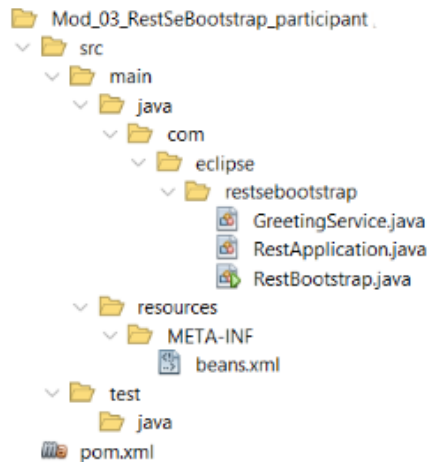 Mod_03_RestSeBootstrap_participant
src
main
java
com
eclipse
restsebootstrap
GreetingService.java
RestApplication.java
RestBootstrap.java
resources
META-INF
beans.xml
test
java
pom.xml